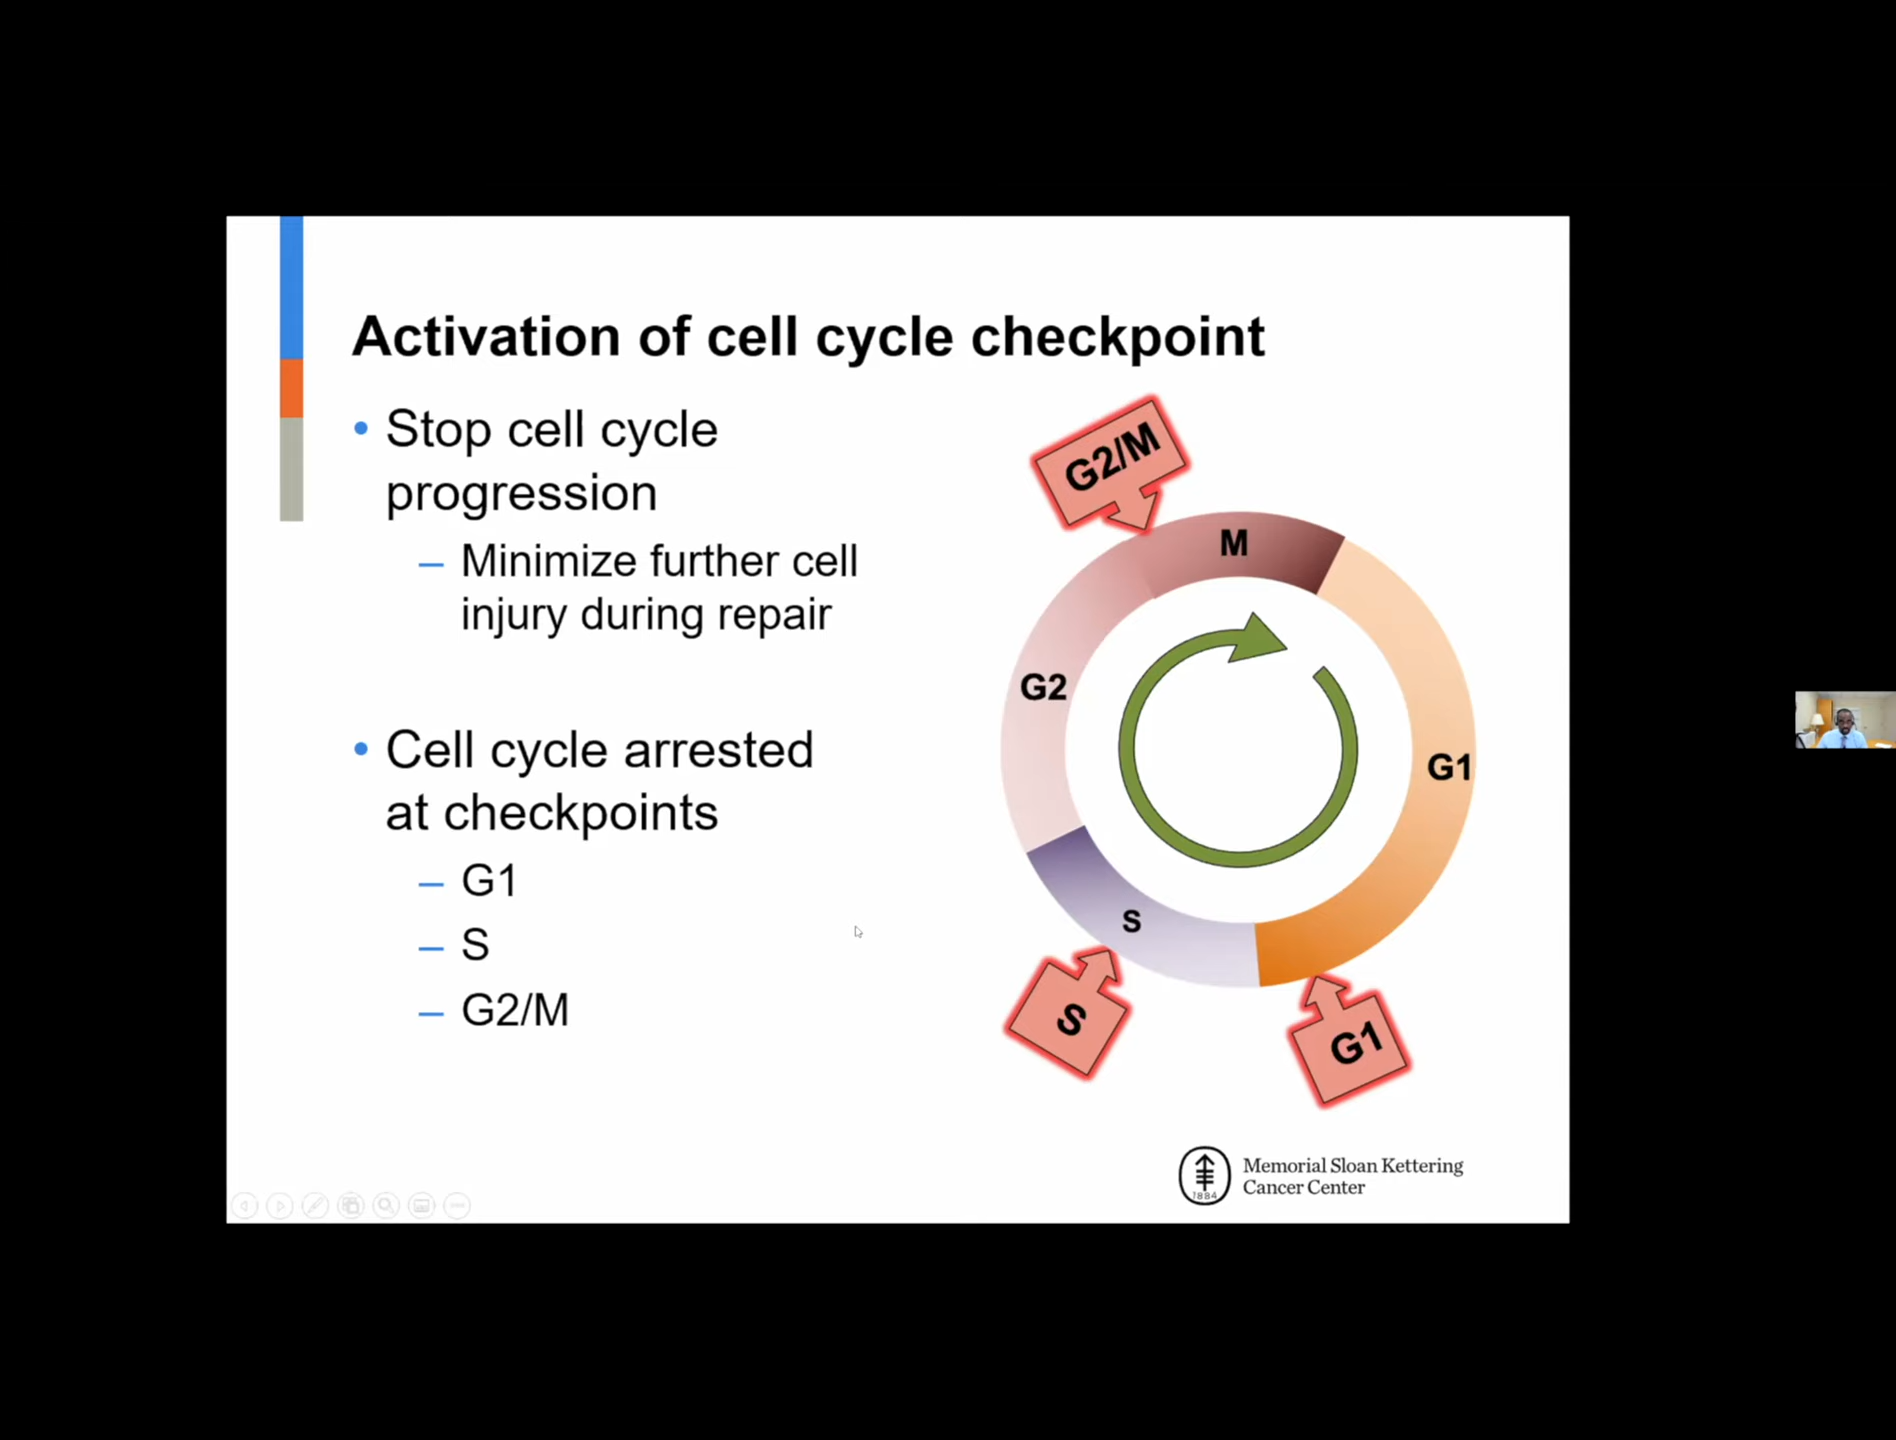 Activation of cell cycle checkpoint
• Stop cell cycle
progression
– Minimize further cell
injury during repair
• Cell cycle arrested
at checkpoints
– G1
– S
– G2/M
G2/M
M
G2
G1
S
S
G1
1884
Memorial Sloan Kettering
Cancer Center